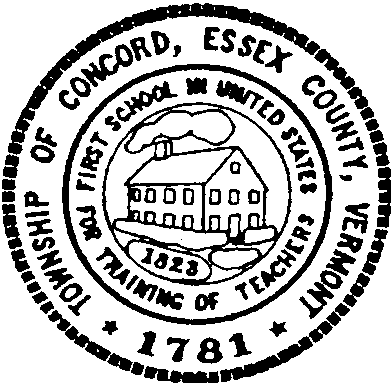 TOWNSHIP OF CONCORD, ESSEX COUNTY, VERMONT
1781
FIRST SCHOOL IN UNITED STATES
FOR TRAINING OF TEACHERS
1823